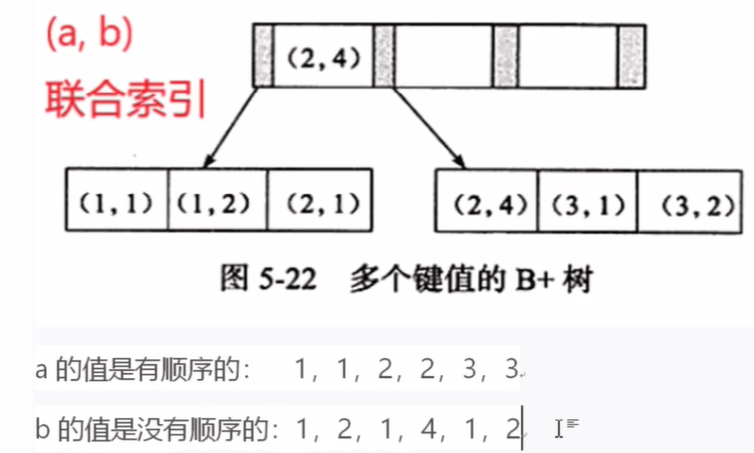 (a, b)
联合索引
(2,4)
(1,1) (1,2) (2,1) (2,4) (3,1) (3,2)
图 5-22 多个键值的 B+ 树
a 的值是有顺序的： 1，1，2，2，3，3
b 的值是没有顺序的：1，2，1，4，1，2